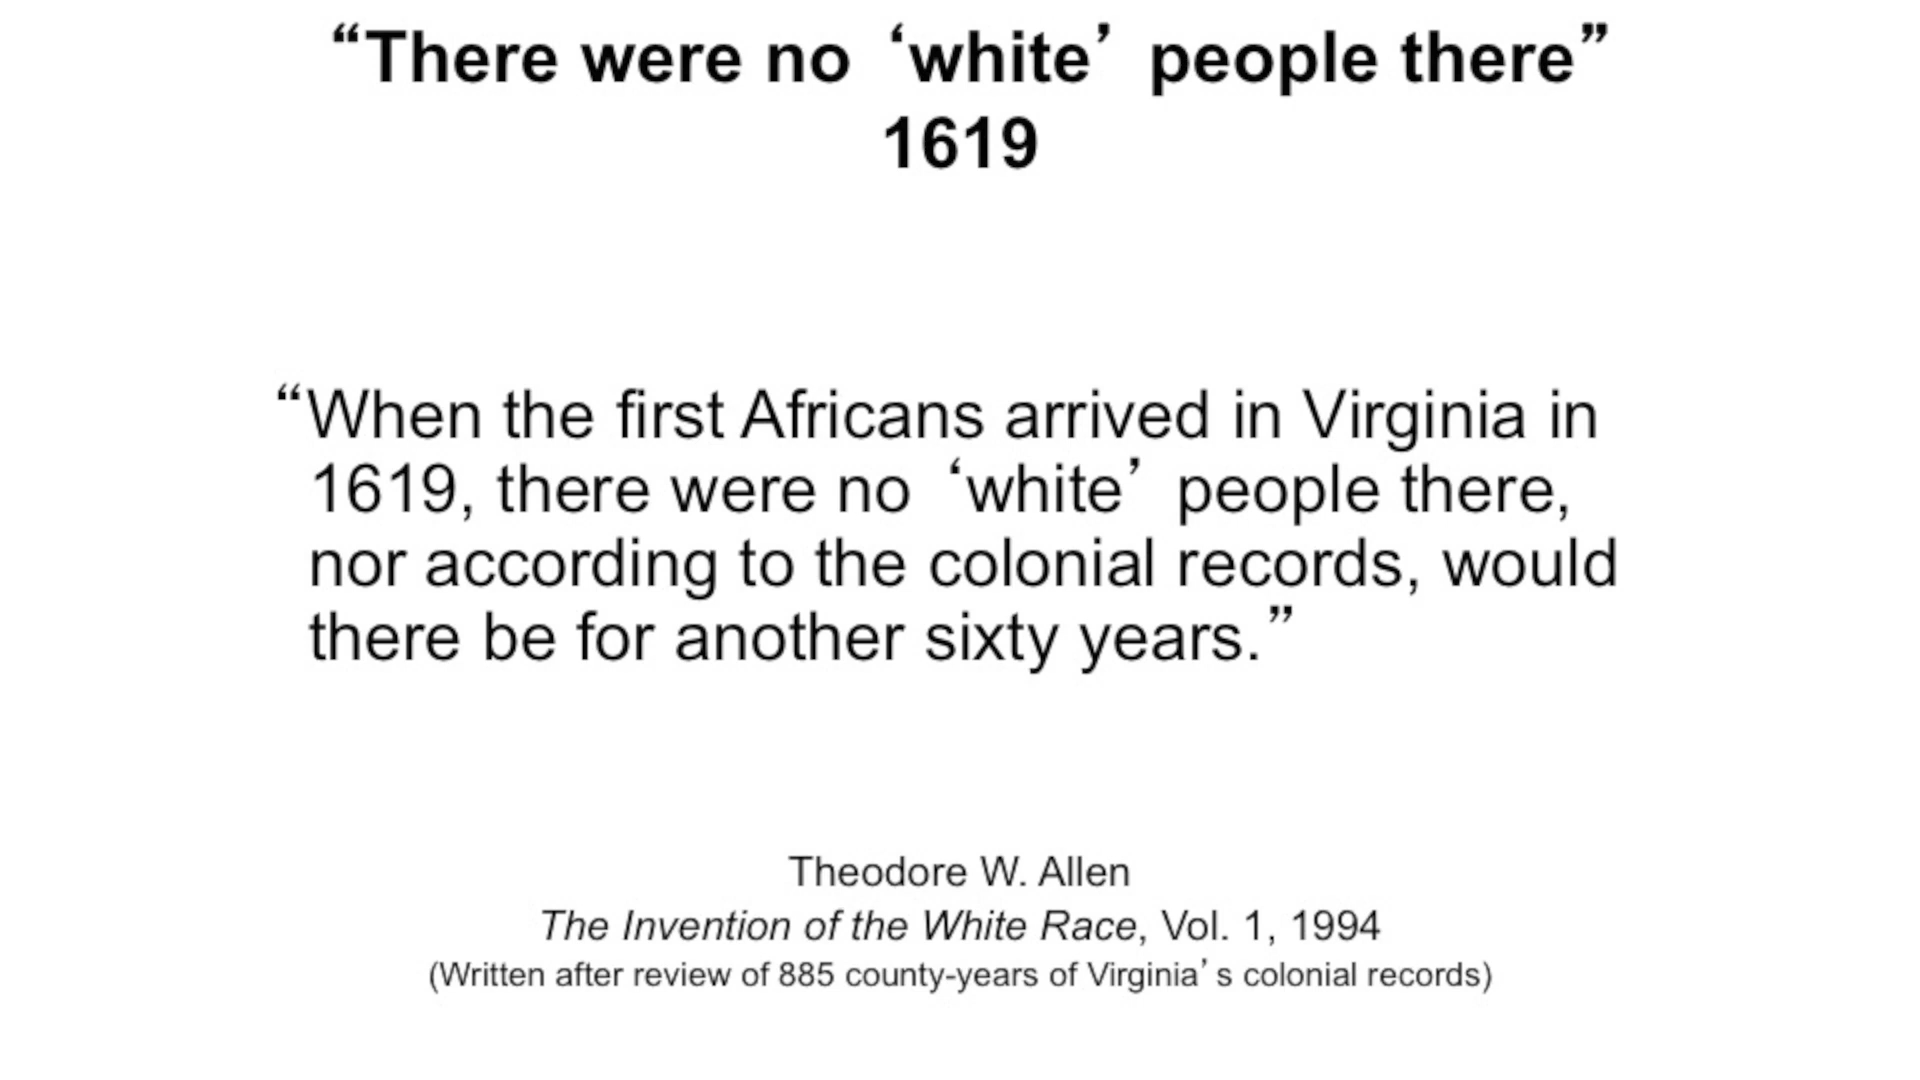 “There were no ‘white’ people there”
1619
“When the first Africans arrived in Virginia in
1619, there were no ‘white’ people there,
nor according to the colonial records, would
there be for another sixty years.”
Theodore W. Allen
The Invention of the White Race, Vol. 1, 1994
(Written after review of 885 county-years of Virginia’s colonial records)